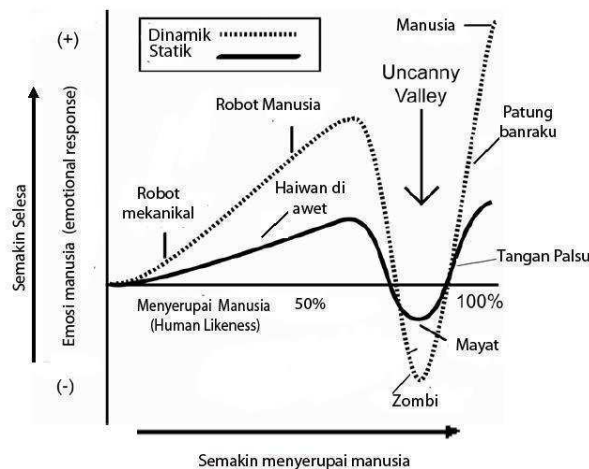 (+)
Dinamik
Statik
Manusia
Uncanny
Valley
Robot Manusia
Patung
banraku
Robot
mekanikal
Haiwan di
awet
Semakin Selesa
Emosi manusia (emotional response)
Tangan Palsu
Menyerupai Manusia
(Human Likeness)
50%
100%
Mayat
(-)
Zombi
Semakin menyerupai manusia